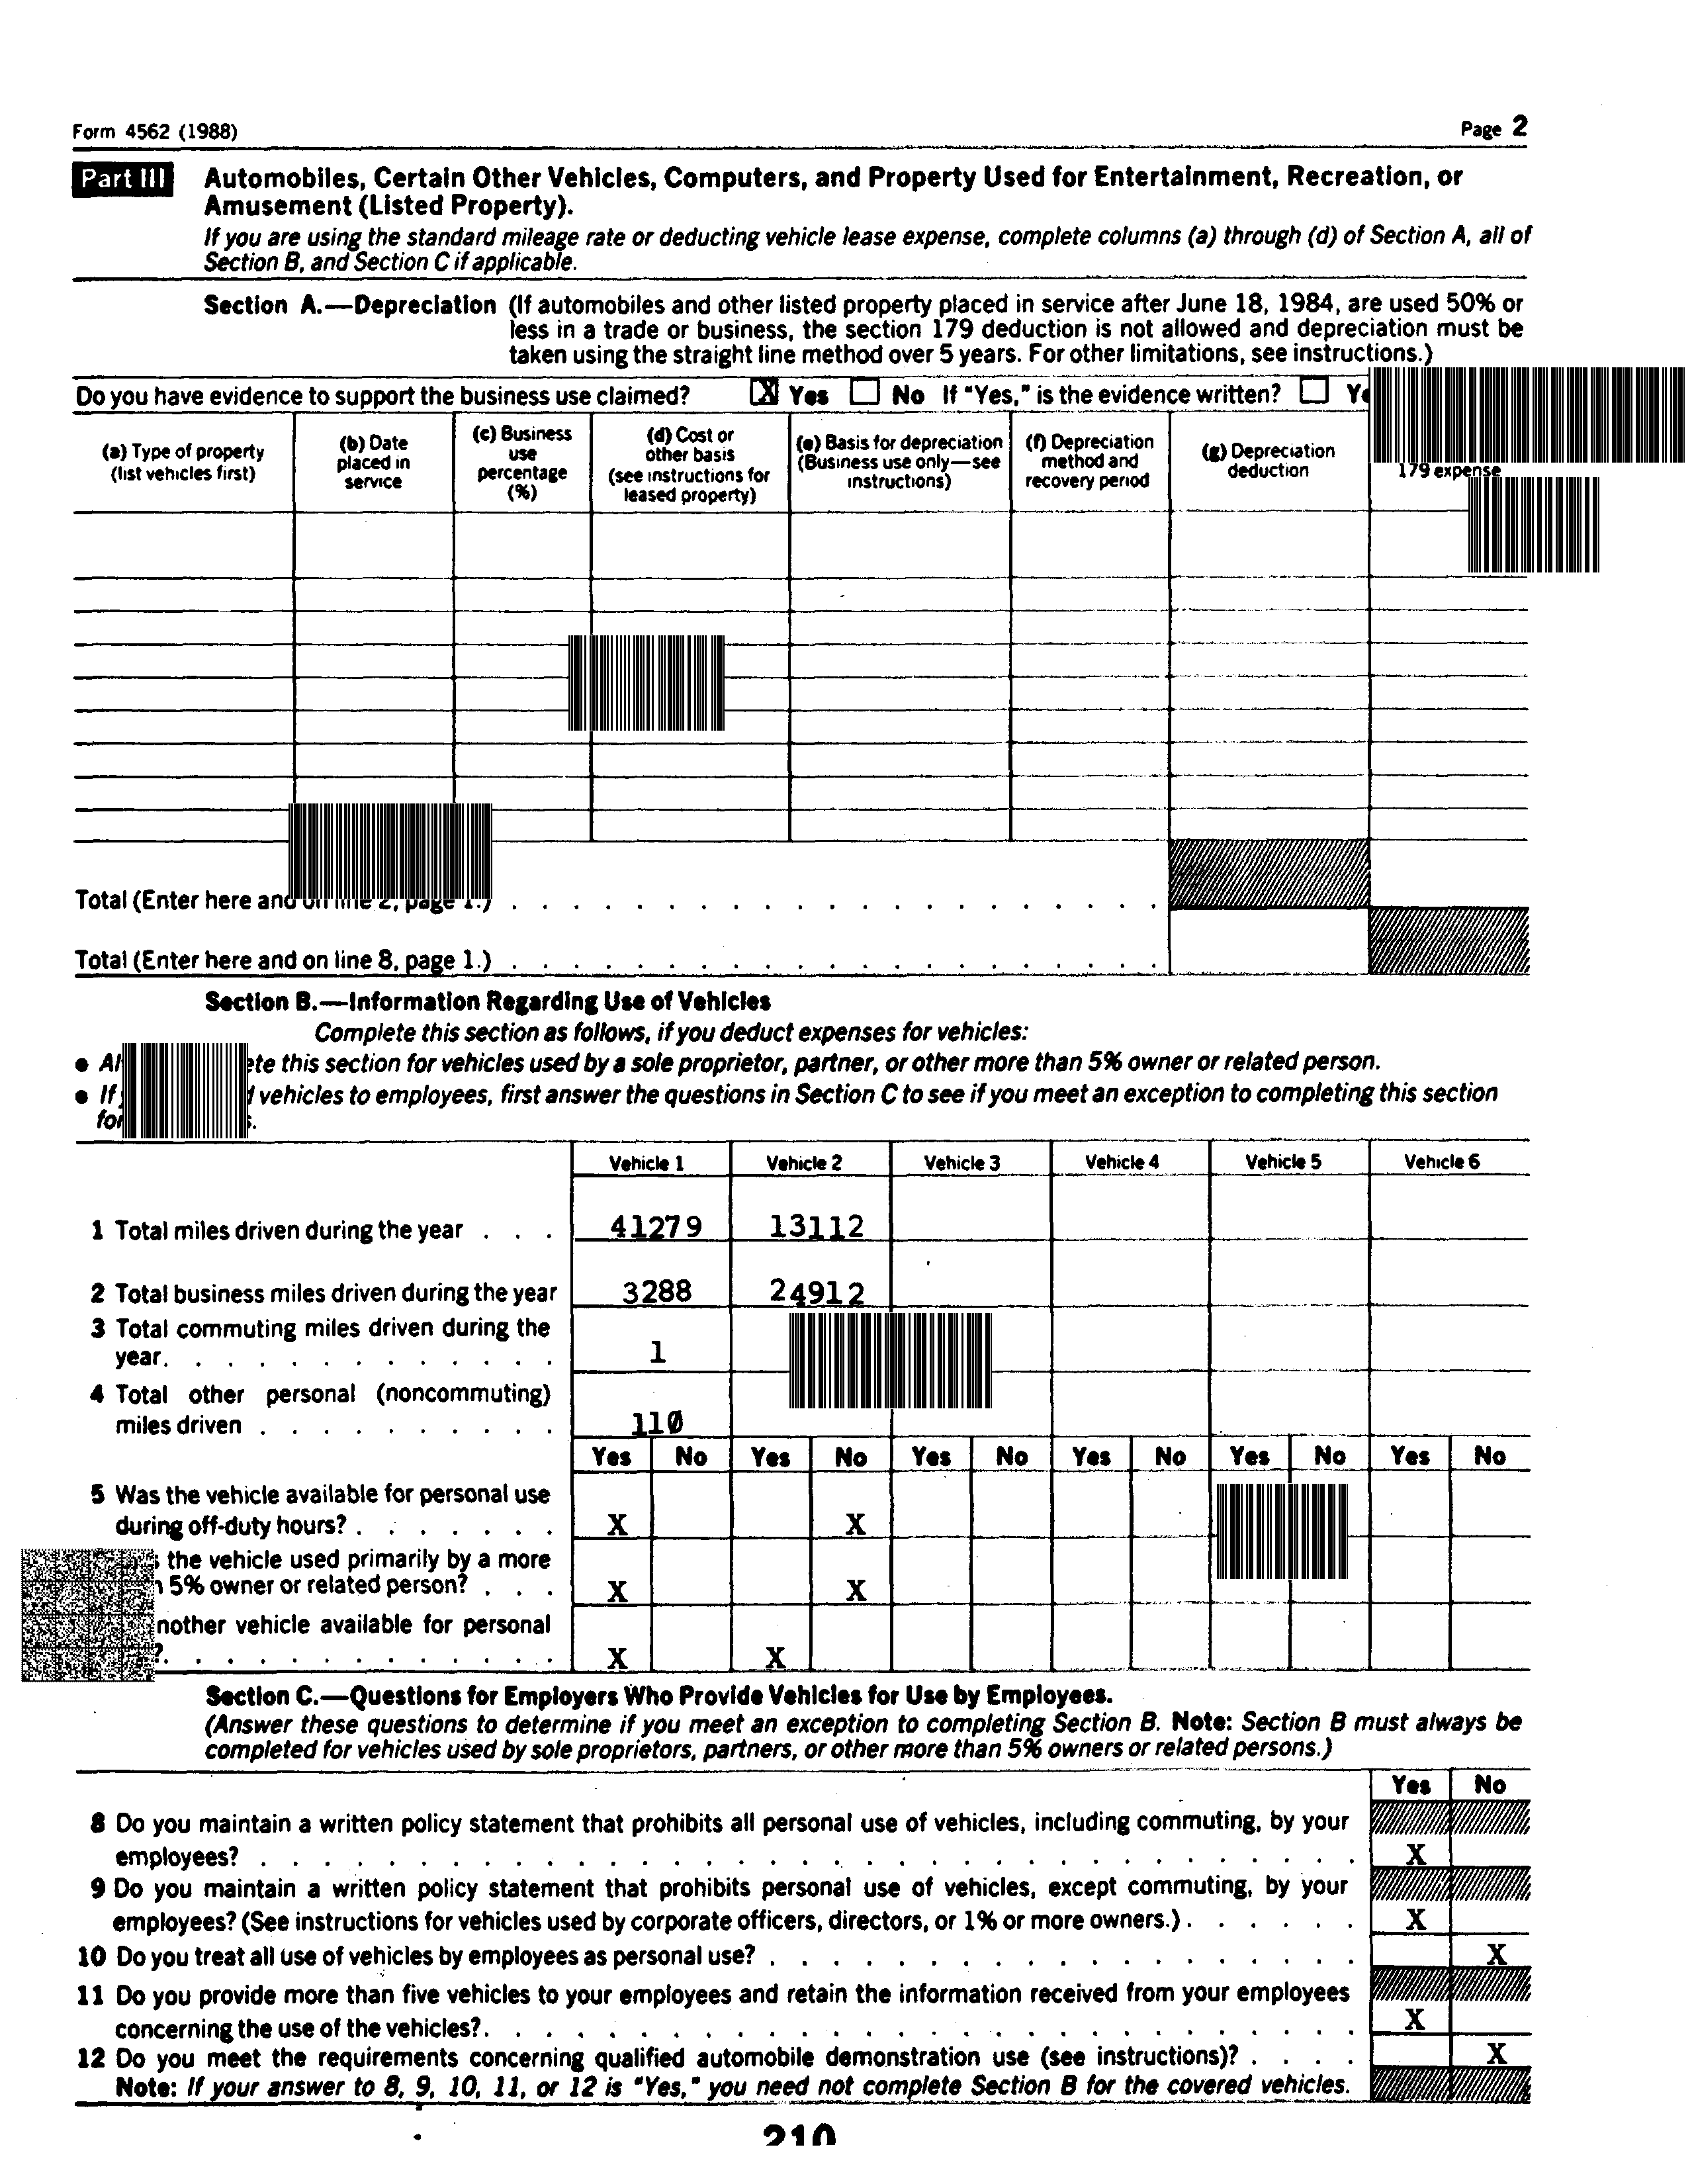 Form 4562 (1988)
Page 2
Part III Automobiles, Certain Other Vehicles, Computers, and Property Used for Entertainment, Recreation, or
Amusement (Listed Property).
If you are using the standard mileage rate or deducting vehicle lease expense, complete columns (a) through (d) of Section A, all of
Section B, and Section C if applicable.
Section A.—Depreciation (If automobiles and other listed property placed in service after June 18, 1984, are used 50% or
less in a trade or business, the section 179 deduction is not allowed and depreciation must be
taken using the straight line method over 5 years. For other limitations, see instructions.)
Do you have evidence to support the business use claimed? X Yes No If "Yes," is the evidence written?
(a) Type of property
(list vehicles first)
(b) Date
placed in
service
(c) Business
use
percentage
(%)
(d) Cost or
other basis
(see instructions for
leased property)
(e) Basis for depreciation
(Business use only—see
instructions)
(f) Depreciation
method and
recovery period
(g) Depreciation
deduction
179 expense
Total (Enter here and on line 2, page 1.)
Total (Enter here and on line 8, page 1.)
Section B.—Information Regarding Use of Vehicles
Complete this section as follows, if you deduct expenses for vehicles:
this section for vehicles used by a sole proprietor, partner, or other more than 5% owner or related person.
● If vehicles to employees, first answer the questions in Section C to see if you meet an exception to completing this section
Vehicle 1 Vehicle 2 Vehicle 3 Vehicle 4 Vehicle 5 Vehicle 6
1 Total miles driven during the year . . . 41279 13112
2 Total business miles driven during the year 3288 24912
3 Total commuting miles driven during the
year. . . . . . . . . . . . . 1
4 Total other personal (noncommuting)
miles driven . . . . . . . . . . 110
Yes No Yes No Yes No Yes No Yes No Yes No
5 Was the vehicle available for personal use
during off-duty hours? . . . . . . . X X
the vehicle used primarily by a more
5% owner or related person? . . . X X
vehicle available for personal
X X
Section C.—Questions for Employers Who Provide Vehicles for Use by Employees.
(Answer these questions to determine if you meet an exception to completing Section B. Note: Section B must always be
completed for vehicles used by sole proprietors, partners, or other more than 5% owners or related persons.)
Yes No
8 Do you maintain a written policy statement that prohibits all personal use of vehicles, including commuting, by your
employees? X
9 Do you maintain a written policy statement that prohibits personal use of vehicles, except commuting, by your
employees? (See instructions for vehicles used by corporate officers, directors, or 1% or more owners.) . . . . . . X
10 Do you treat all use of vehicles by employees as personal use? X
11 Do you provide more than five vehicles to your employees and retain the information received from your employees
concerning the use of the vehicles? X
12 Do you meet the requirements concerning qualified automobile demonstration use (see instructions)? . . . . X
Note: If your answer to 8, 9, 10, 11, or 12 is "Yes," you need not complete Section B for the covered vehicles.
210